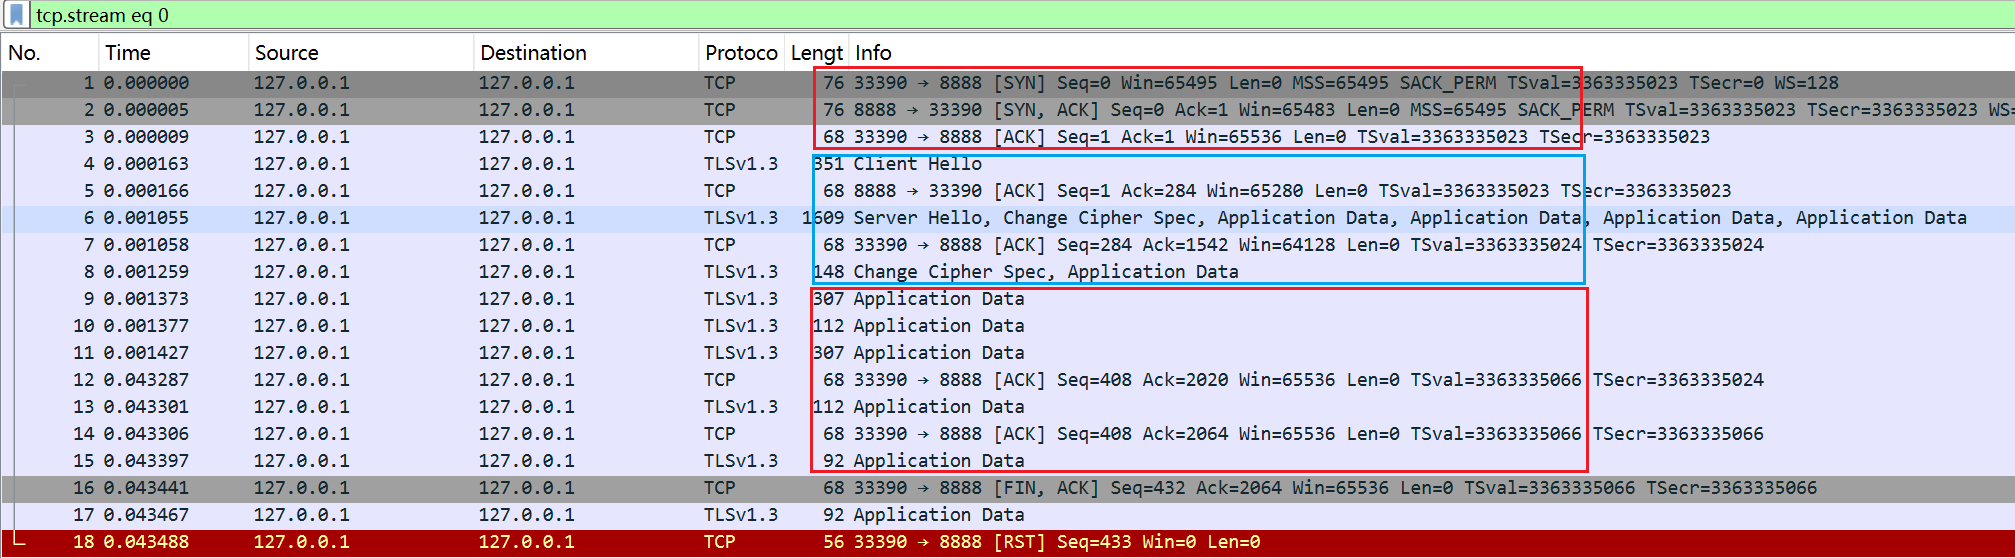 tcp.stream eq 0
No. Time Source Destination Protoco Lengt Info
1 0.000000 127.0.0.1 127.0.0.1 TCP 76 33390 → 8888 [SYN] Seq=0 Win=65495 Len=0 MSS=65495 SACK_PERM TSval=3363335023 TSecr=0 WS=128
2 0.000005 127.0.0.1 127.0.0.1 TCP 76 8888 → 33390 [SYN, ACK] Seq=0 Ack=1 Win=65483 Len=0 MSS=65495 SACK_PERM TSval=3363335023 TSecr=3363335023 WS=
3 0.000009 127.0.0.1 127.0.0.1 TCP 68 33390 → 8888 [ACK] Seq=1 Ack=1 Win=65536 Len=0 TSval=3363335023 TSecr=3363335023
4 0.000163 127.0.0.1 127.0.0.1 TLSv1.3 351 Client Hello
5 0.000166 127.0.0.1 127.0.0.1 TCP 68 8888 → 33390 [ACK] Seq=1 Ack=284 Win=65280 Len=0 TSval=3363335023 TSecr=3363335023
6 0.001055 127.0.0.1 127.0.0.1 TLSv1.3 1609 Server Hello, Change Cipher Spec, Application Data, Application Data, Application Data, Application Data
7 0.001058 127.0.0.1 127.0.0.1 TCP 68 33390 → 8888 [ACK] Seq=284 Ack=1542 Win=64128 Len=0 TSval=3363335024 TSecr=3363335024
8 0.001259 127.0.0.1 127.0.0.1 TLSv1.3 148 Change Cipher Spec, Application Data
9 0.001373 127.0.0.1 127.0.0.1 TLSv1.3 307 Application Data
10 0.001377 127.0.0.1 127.0.0.1 TLSv1.3 112 Application Data
11 0.001427 127.0.0.1 127.0.0.1 TLSv1.3 307 Application Data
12 0.043287 127.0.0.1 127.0.0.1 TCP 68 33390 → 8888 [ACK] Seq=408 Ack=2020 Win=65536 Len=0 TSval=3363335066 TSecr=3363335024
13 0.043301 127.0.0.1 127.0.0.1 TLSv1.3 112 Application Data
14 0.043306 127.0.0.1 127.0.0.1 TCP 68 33390 → 8888 [ACK] Seq=408 Ack=2064 Win=65536 Len=0 TSval=3363335066 TSecr=3363335066
15 0.043397 127.0.0.1 127.0.0.1 TLSv1.3 92 Application Data
16 0.043441 127.0.0.1 127.0.0.1 TCP 68 33390 → 8888 [FIN, ACK] Seq=432 Ack=2064 Win=65536 Len=0 TSval=3363335066 TSecr=3363335066
17 0.043467 127.0.0.1 127.0.0.1 TLSv1.3 92 Application Data
18 0.043488 127.0.0.1 127.0.0.1 TCP 56 33390 → 8888 [RST] Seq=433 Win=0 Len=0